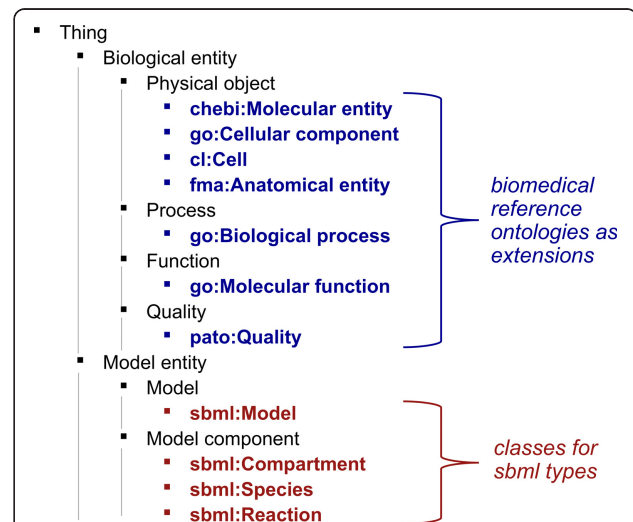 Thing
Biological entity
Physical object
chebi:Molecular entity
go:Cellular component
cl:Cell
fma:Anatomical entity
Process
go:Biological process
Function
go:Molecular function
Quality
pato:Quality
biomedical
reference
ontologies as
extensions
Model entity
Model
sbml:Model
Model component
sbml:Compartment
sbml:Species
sbml:Reaction
classes for
sbml types